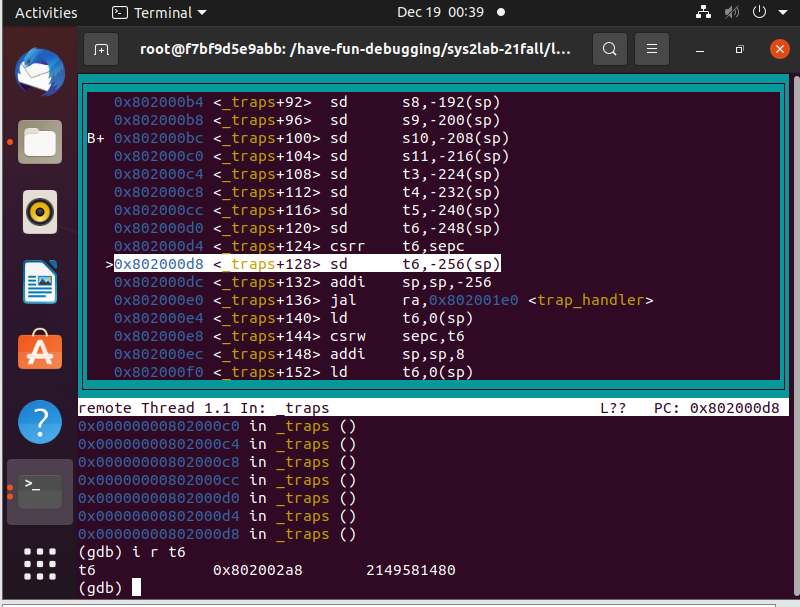 Activities Terminal Dec 19 00:39
root@f7bf9d5e9abb: /have-fun-debugging/sys2lab-21fall/l...
0x802000b4 <_traps+92> sd s8,-192(sp)
0x802000b8 <_traps+96> sd s9,-200(sp)
B+ 0x802000bc <_traps+100> sd s10,-208(sp)
0x802000c0 <_traps+104> sd s11,-216(sp)
0x802000c4 <_traps+108> sd t3,-224(sp)
0x802000c8 <_traps+112> sd t4,-232(sp)
0x802000cc <_traps+116> sd t5,-240(sp)
0x802000d0 <_traps+120> sd t6,-248(sp)
0x802000d4 <_traps+124> csrr t6,sepc
>0x802000d8 <_traps+128> sd t6,-256(sp)
0x802000dc <_traps+132> addi sp,sp,-256
0x802000e0 <_traps+136> jal ra,0x802001e0 <trap_handler>
0x802000e4 <_traps+140> ld t6,0(sp)
0x802000e8 <_traps+144> csrw sepc,t6
0x802000ec <_traps+148> addi sp,sp,8
0x802000f0 <_traps+152> ld t6,0(sp)
remote Thread 1.1 In: _traps L?? PC: 0x802000d8
0x00000000802000c0 in _traps ()
0x00000000802000c4 in _traps ()
0x00000000802000c8 in _traps ()
0x00000000802000cc in _traps ()
0x00000000802000d0 in _traps ()
0x00000000802000d4 in _traps ()
0x00000000802000d8 in _traps ()
(gdb) i r t6
t6 0x802002a8 2149581480
(gdb)